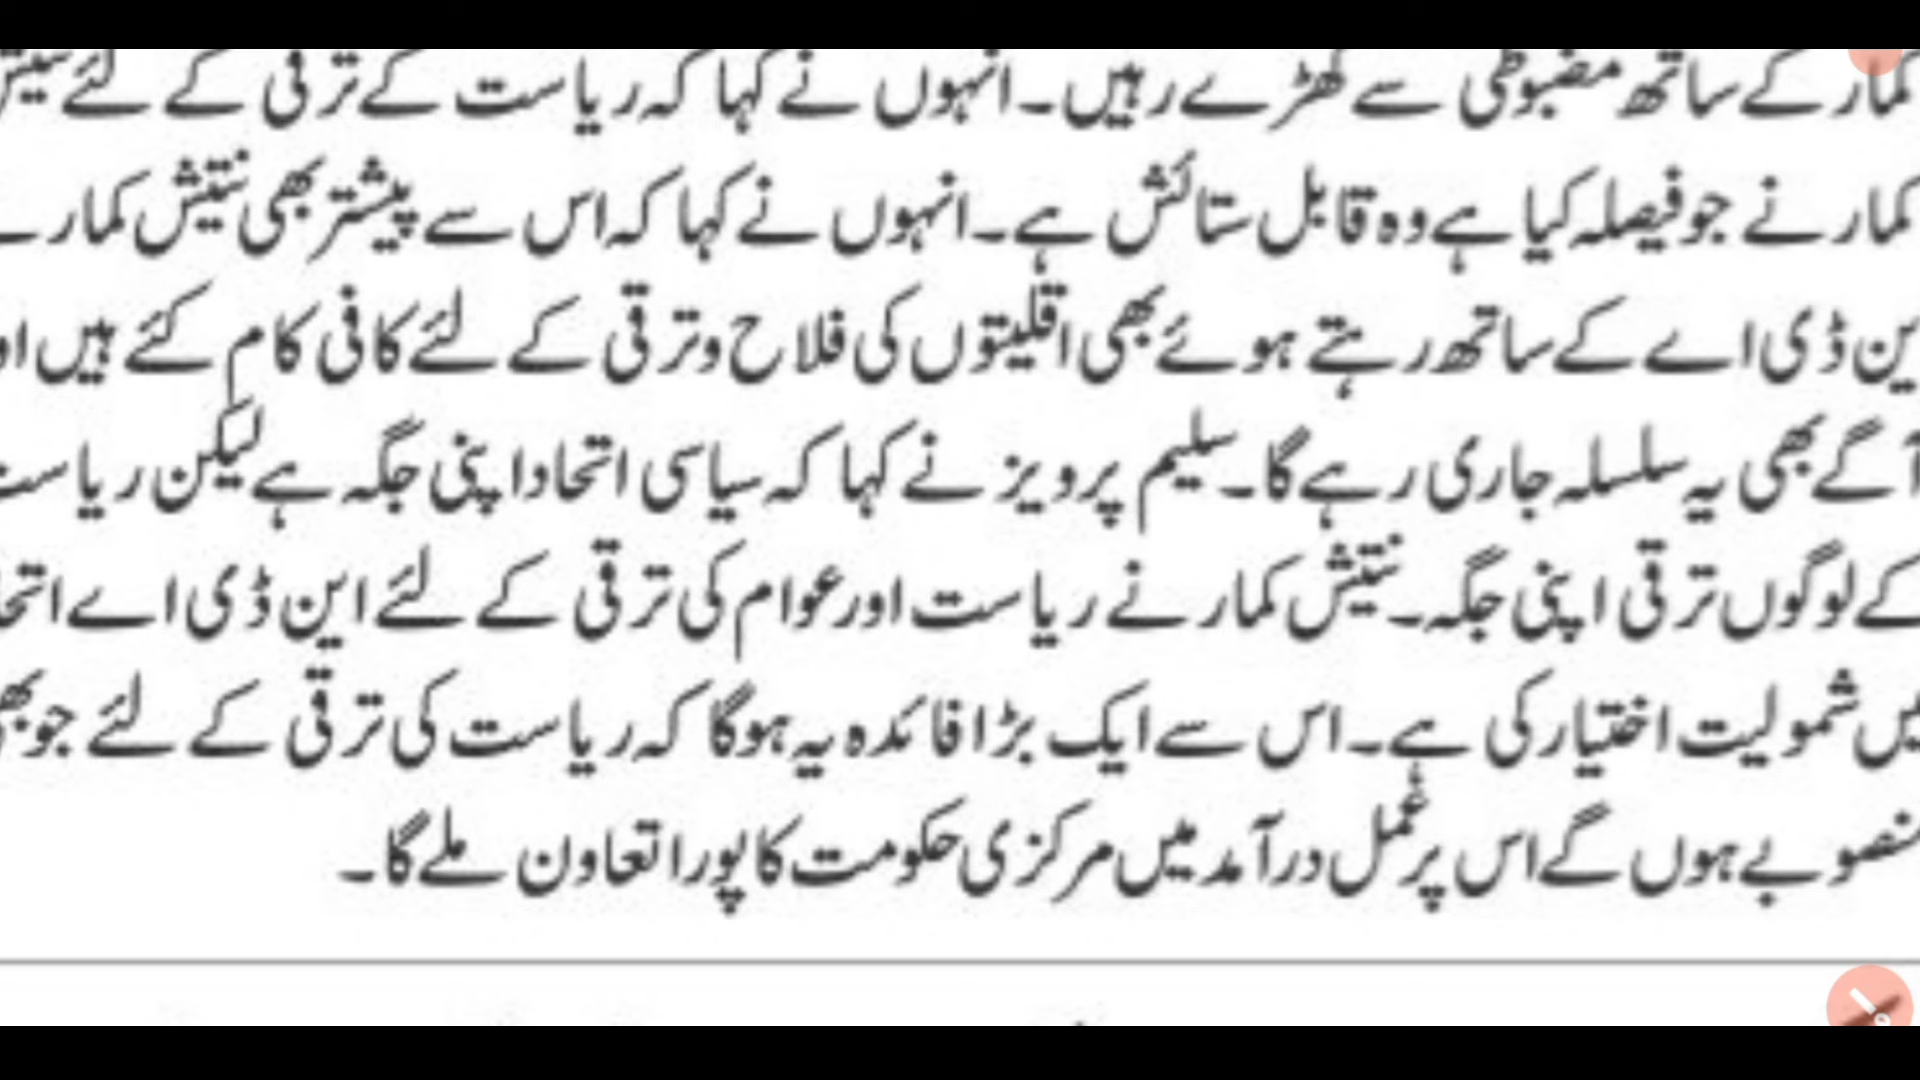 کمار کے ساتھ مضبوطی سے کھڑے رہیں۔ انہوں نے کہا کہ ریاست کے ترقی کے لئے
کمار نے جو فیصلہ کیا ہے وہ قابل ستائش ہے۔ انہوں نے کہا کہ اس سے پیشتر بھی نتیش کمار
ڈی اے کے ساتھ رہتے ہوئے بھی اقلیتوں کی فلاح وترقی کے لئے کافی کام کئے ہیں
آگے بھی یہ سلسلہ جاری رہے گا۔ سلیم پرویز نے کہا کہ سیاسی اتحاد اپنی جگہ ہے لیکن
کے لوگوں ترقی اپنی جگہ۔ نتیش کمار نے ریاست اور عوام کی ترقی کے لئے این ڈی اے
شمولیت اختیار کی ہے۔ اس سے ایک بڑا فائدہ یہ ہوگا کہ ریاست کی ترقی کے لئے جو
ہوں گے اس پر عمل درآمد میں مرکزی حکومت کا پورا تعاون ملے گا۔